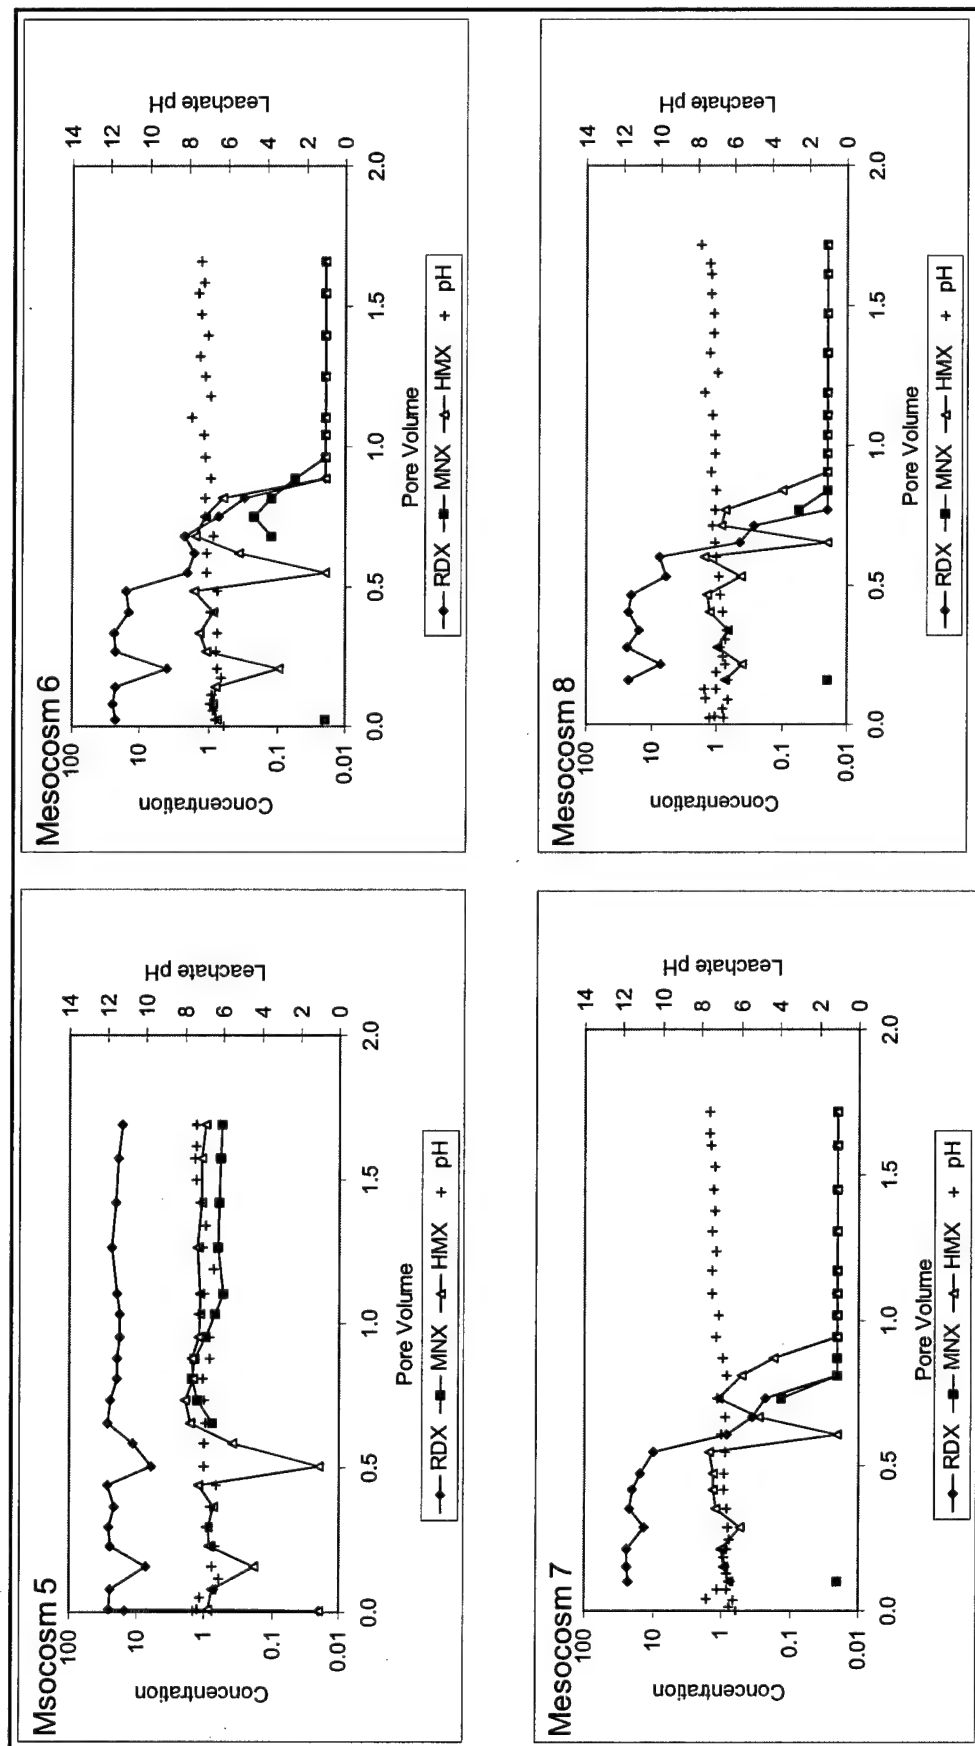 Msocosm 5
100
10
1
0.1
0.01
Concentration
14
12
10
8
6
4
2
0
Leachate pH
0.0 0.5 1.0 1.5 2.0
Pore Volume
RDX MNX HMX + pH
Mesocosm 6
100
10
1
0.1
0.01
Concentration
14
12
10
8
6
4
2
0
Leachate pH
0.0 0.5 1.0 1.5 2.0
Pore Volume
RDX MNX HMX + pH
Mesocosm 7
100
10
1
0.1
0.01
Concentration
14
12
10
8
6
4
2
0
Leachate pH
0.0 0.5 1.0 1.5 2.0
Pore Volume
RDX MNX HMX + pH
Mesocosm 8
100
10
1
0.1
0.01
Concentration
14
12
10
8
6
4
2
0
Leachate pH
0.0 0.5 1.0 1.5 2.0
Pore Volume
RDX MNX HMX + pH